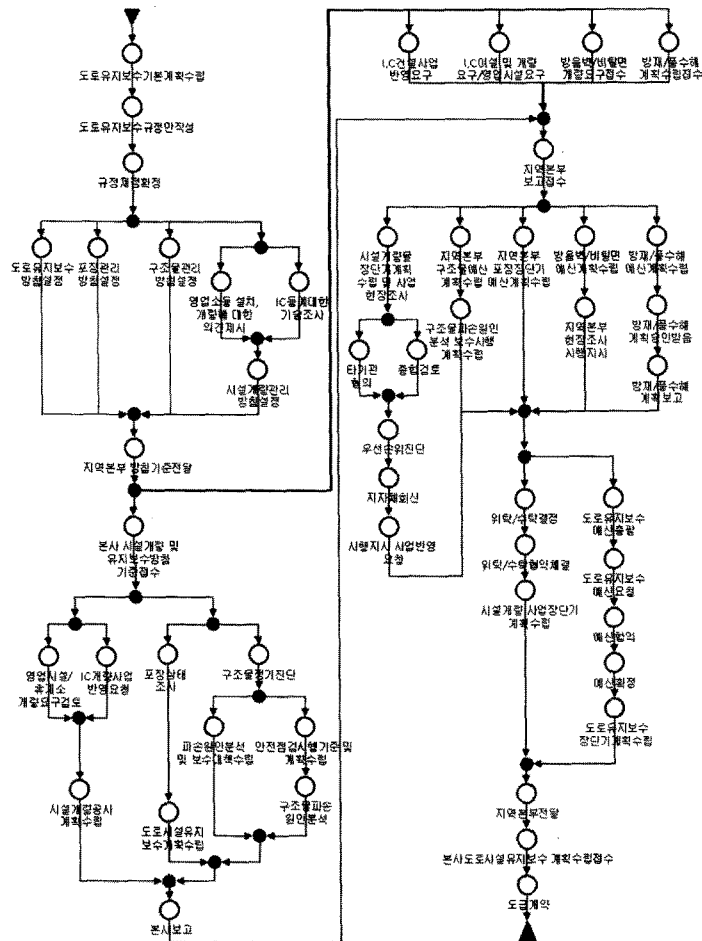 도로유지보수기본계획수립
도로유지보수규정안작성
규정제정확정
도로유지보수
방침설정
포장관리
방침설정
구조물관리
방침설정
영업소등 설치,
개량에 대한
의견제시
IC등에대한
기술조사
시설개량관리
방침설정
지역본부 방침기준전달
본사 시설개량 및
유지보수방침
기준접수
영업시설/
휴게소
개량요구검토
IC개량사업
반영요청
포장상태
조사
구조물정기진단
파손원인분석
및 보수대책수립
안전점검시행기준 및
계획수립
시설개량공사
계획수립
도로시설유지
보수계획수립
구조물파손
원인분석
본사보고
I.C건설사업
반영요구
I.C이설 및 개량
요구/영업시설요구
방음벽/비탈면
개량요구접수
방재/풍수해
계획수립접수
지역본부
보고접수
시설개량물
장단기계획
수립 및 사업
현장조사
지역본부
구조물예산
계획수립
지역본부
포장장단기
예산계획수립
방음벽/비탈면
예산계획수립
방재/풍수해
예산계획수립
타기관
협의
종합검토
구조물파손원인
분석 보수시행
계획수립
지역본부
현장조사
시행지시
방재/풍수해
계획승인받음
방재/풍수해
계획보고
우선순위진단
지자체회신
시행지시 사업반영
요청
위탁/수탁결정
위탁/수탁협약체결
시설개량 사업장단기
계획수립
도로유지보수
예산총괄
도로유지보수
예산요청
예산협의
예산확정
도로유지보수
장단기계획수립
지역본부전달
본사도로시설유지보수 계획수립접수
도급계약